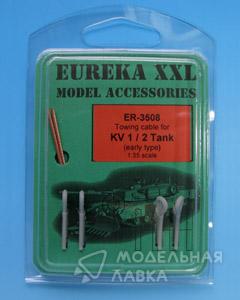 EUREKA XXL
MODEL ACCESSORIES
ER-3508
Towing cable for
KV 1 / 2 Tank
(early type)
1:35 scale
МОДЕЛЬНАЯ
ЛАВКА